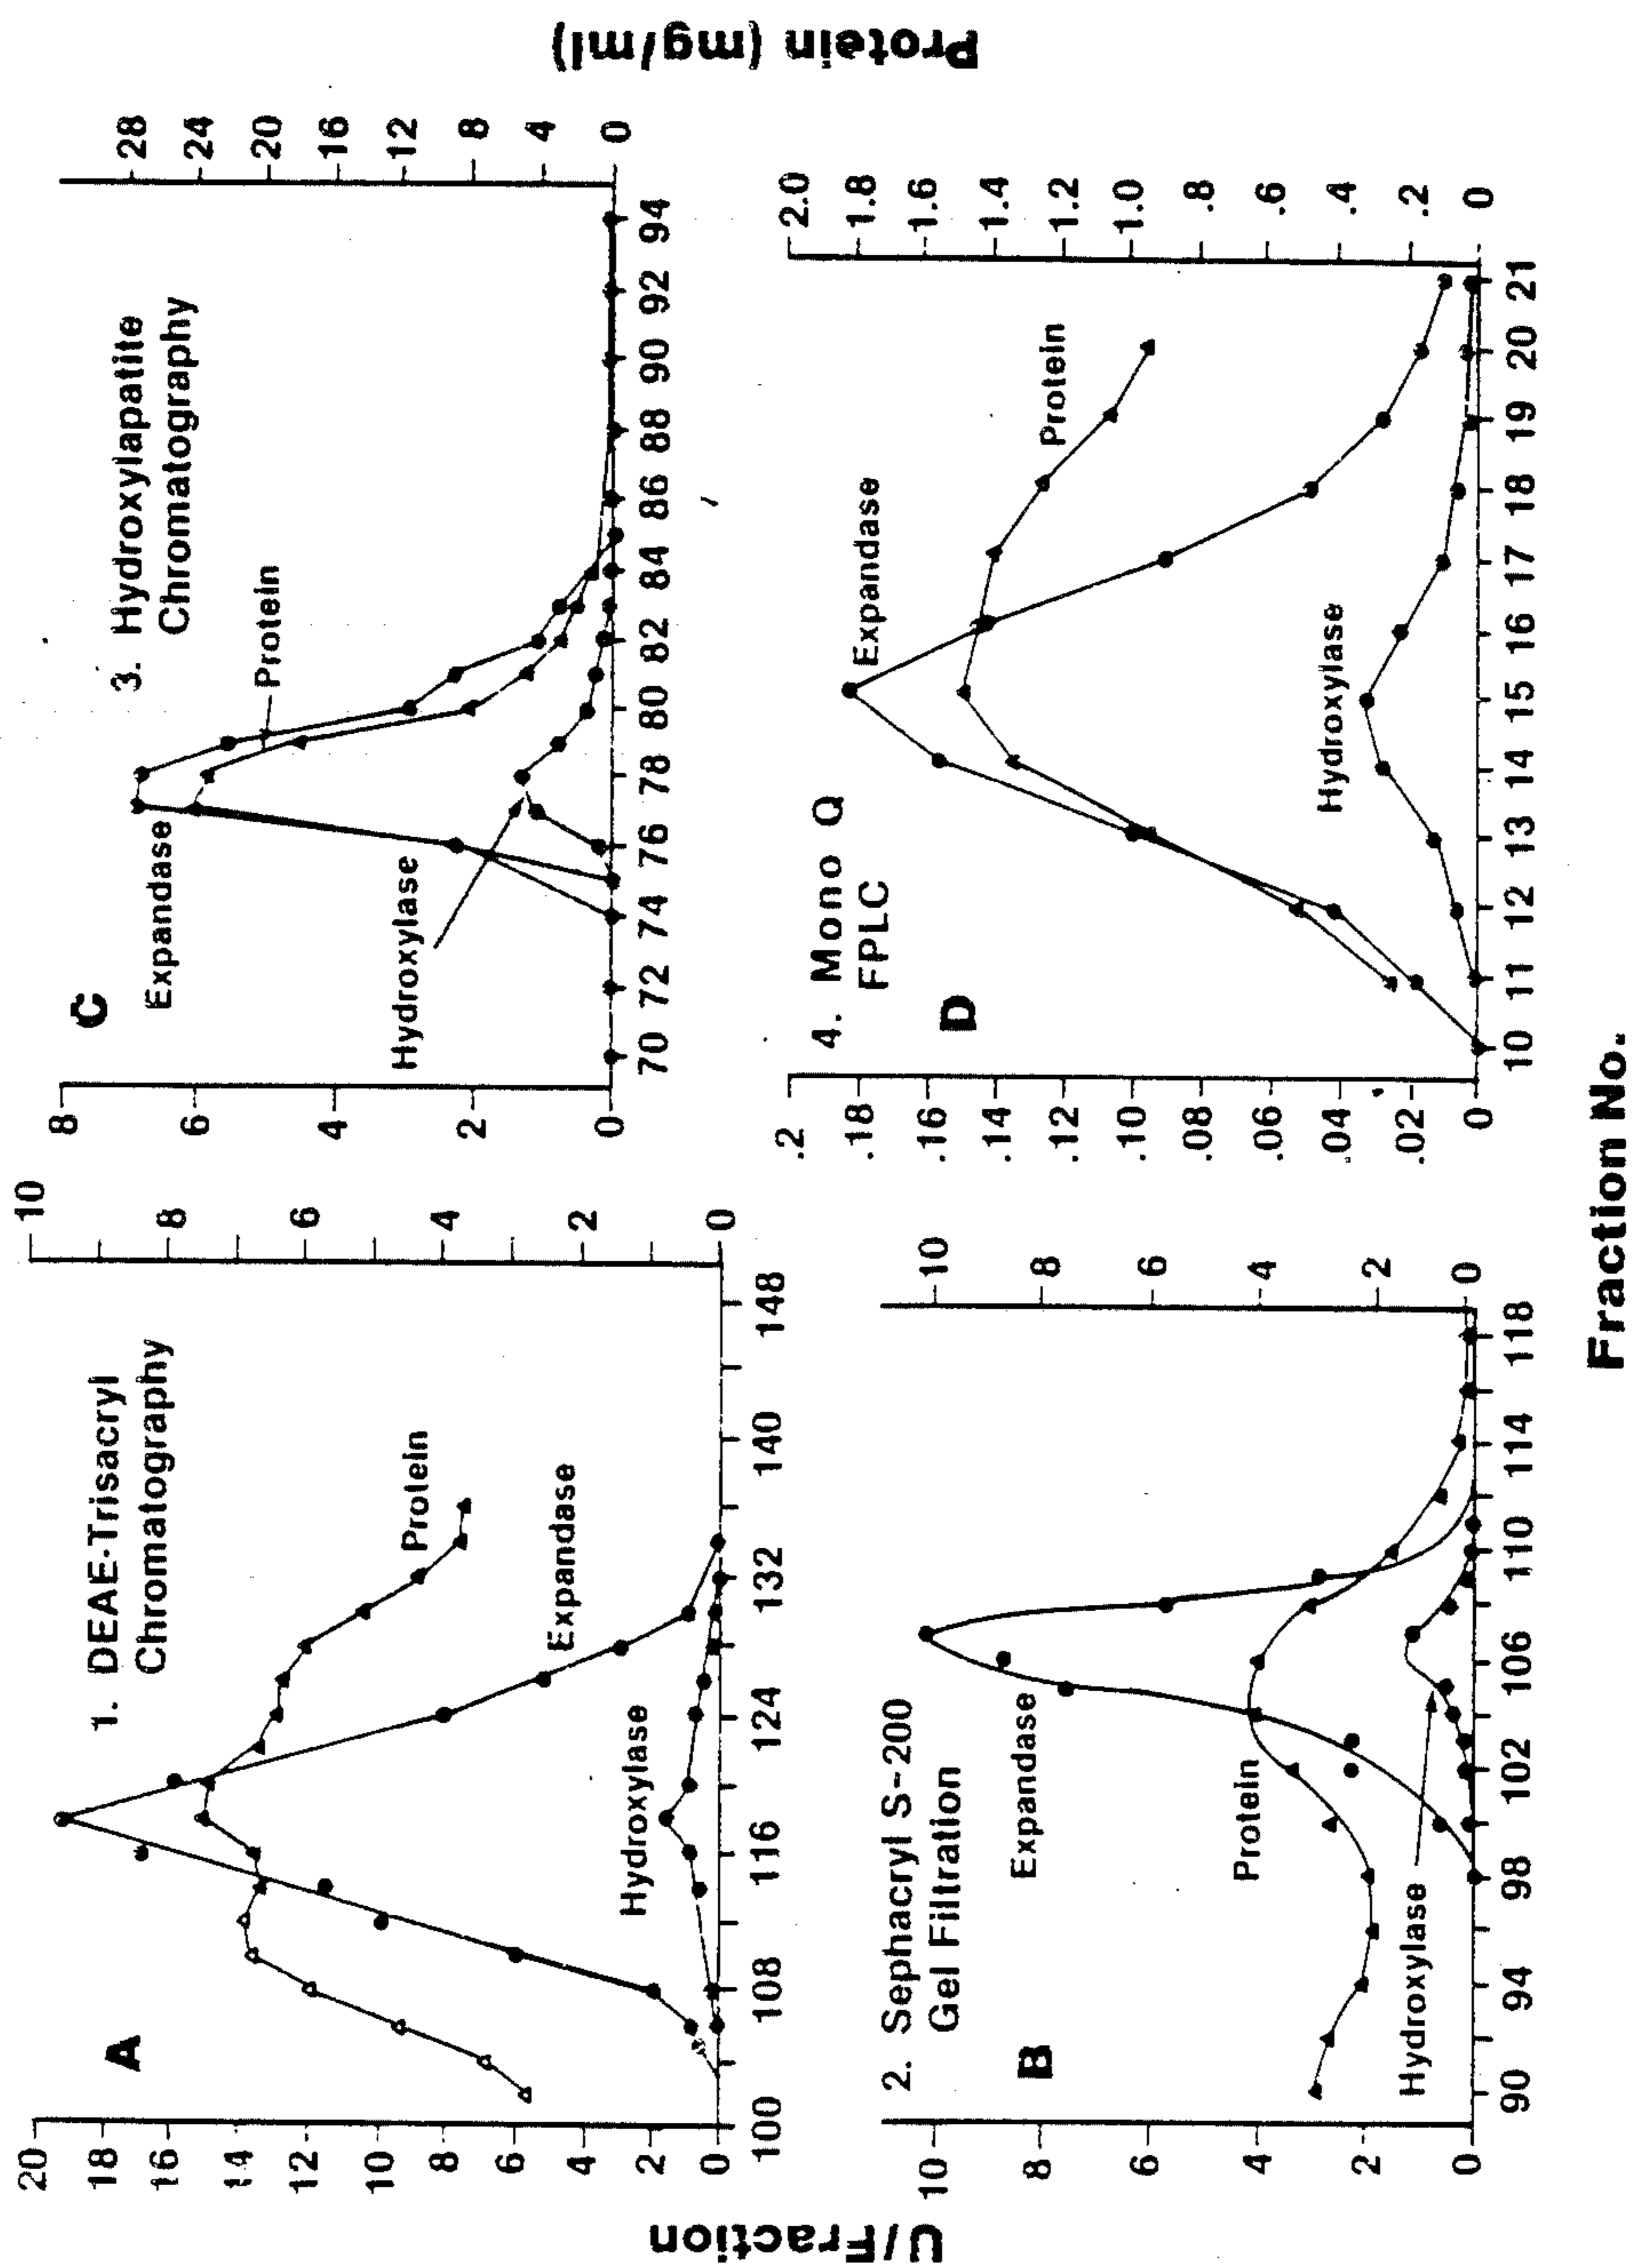 U/Fraction
Protein (mg/ml)
Fraction No.
A
1. DEAE-Trisacryl
Chromatography
Protein
Expandase
Hydroxylase
20
18
16
14
12
10
8
6
4
2
0
10
8
6
4
2
0
100 108 116 124 132 140 148
C
3. Hydroxylapatite
Chromatography
Expandase
Protein
Hydroxylase
8
6
4
2
0
28
24
20
16
12
8
4
0
70 72 74 76 78 80 82 84 86 88 90 92 94
B
2. Sephacryl S-200
Gel Filtration
Expandase
Protein
Hydroxylase
10
8
6
4
2
0
10
8
6
4
2
0
90 94 98 102 106 110 114 118
D
4. Mono Q
FPLC
Expandase
Protein
Hydroxylase
.2
.18
.16
.14
.12
.10
.08
.06
.04
.02
0
2.0
1.8
1.6
1.4
1.2
1.0
.8
.6
.4
.2
0
10 11 12 13 14 15 16 17 18 19 20 21